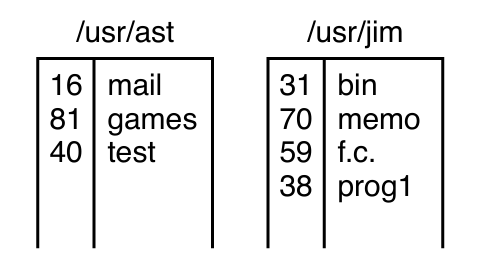 /usr/ast
16 mail
81 games
40 test
/usr/jim
31 bin
70 memo
59 f.c.
38 prog1